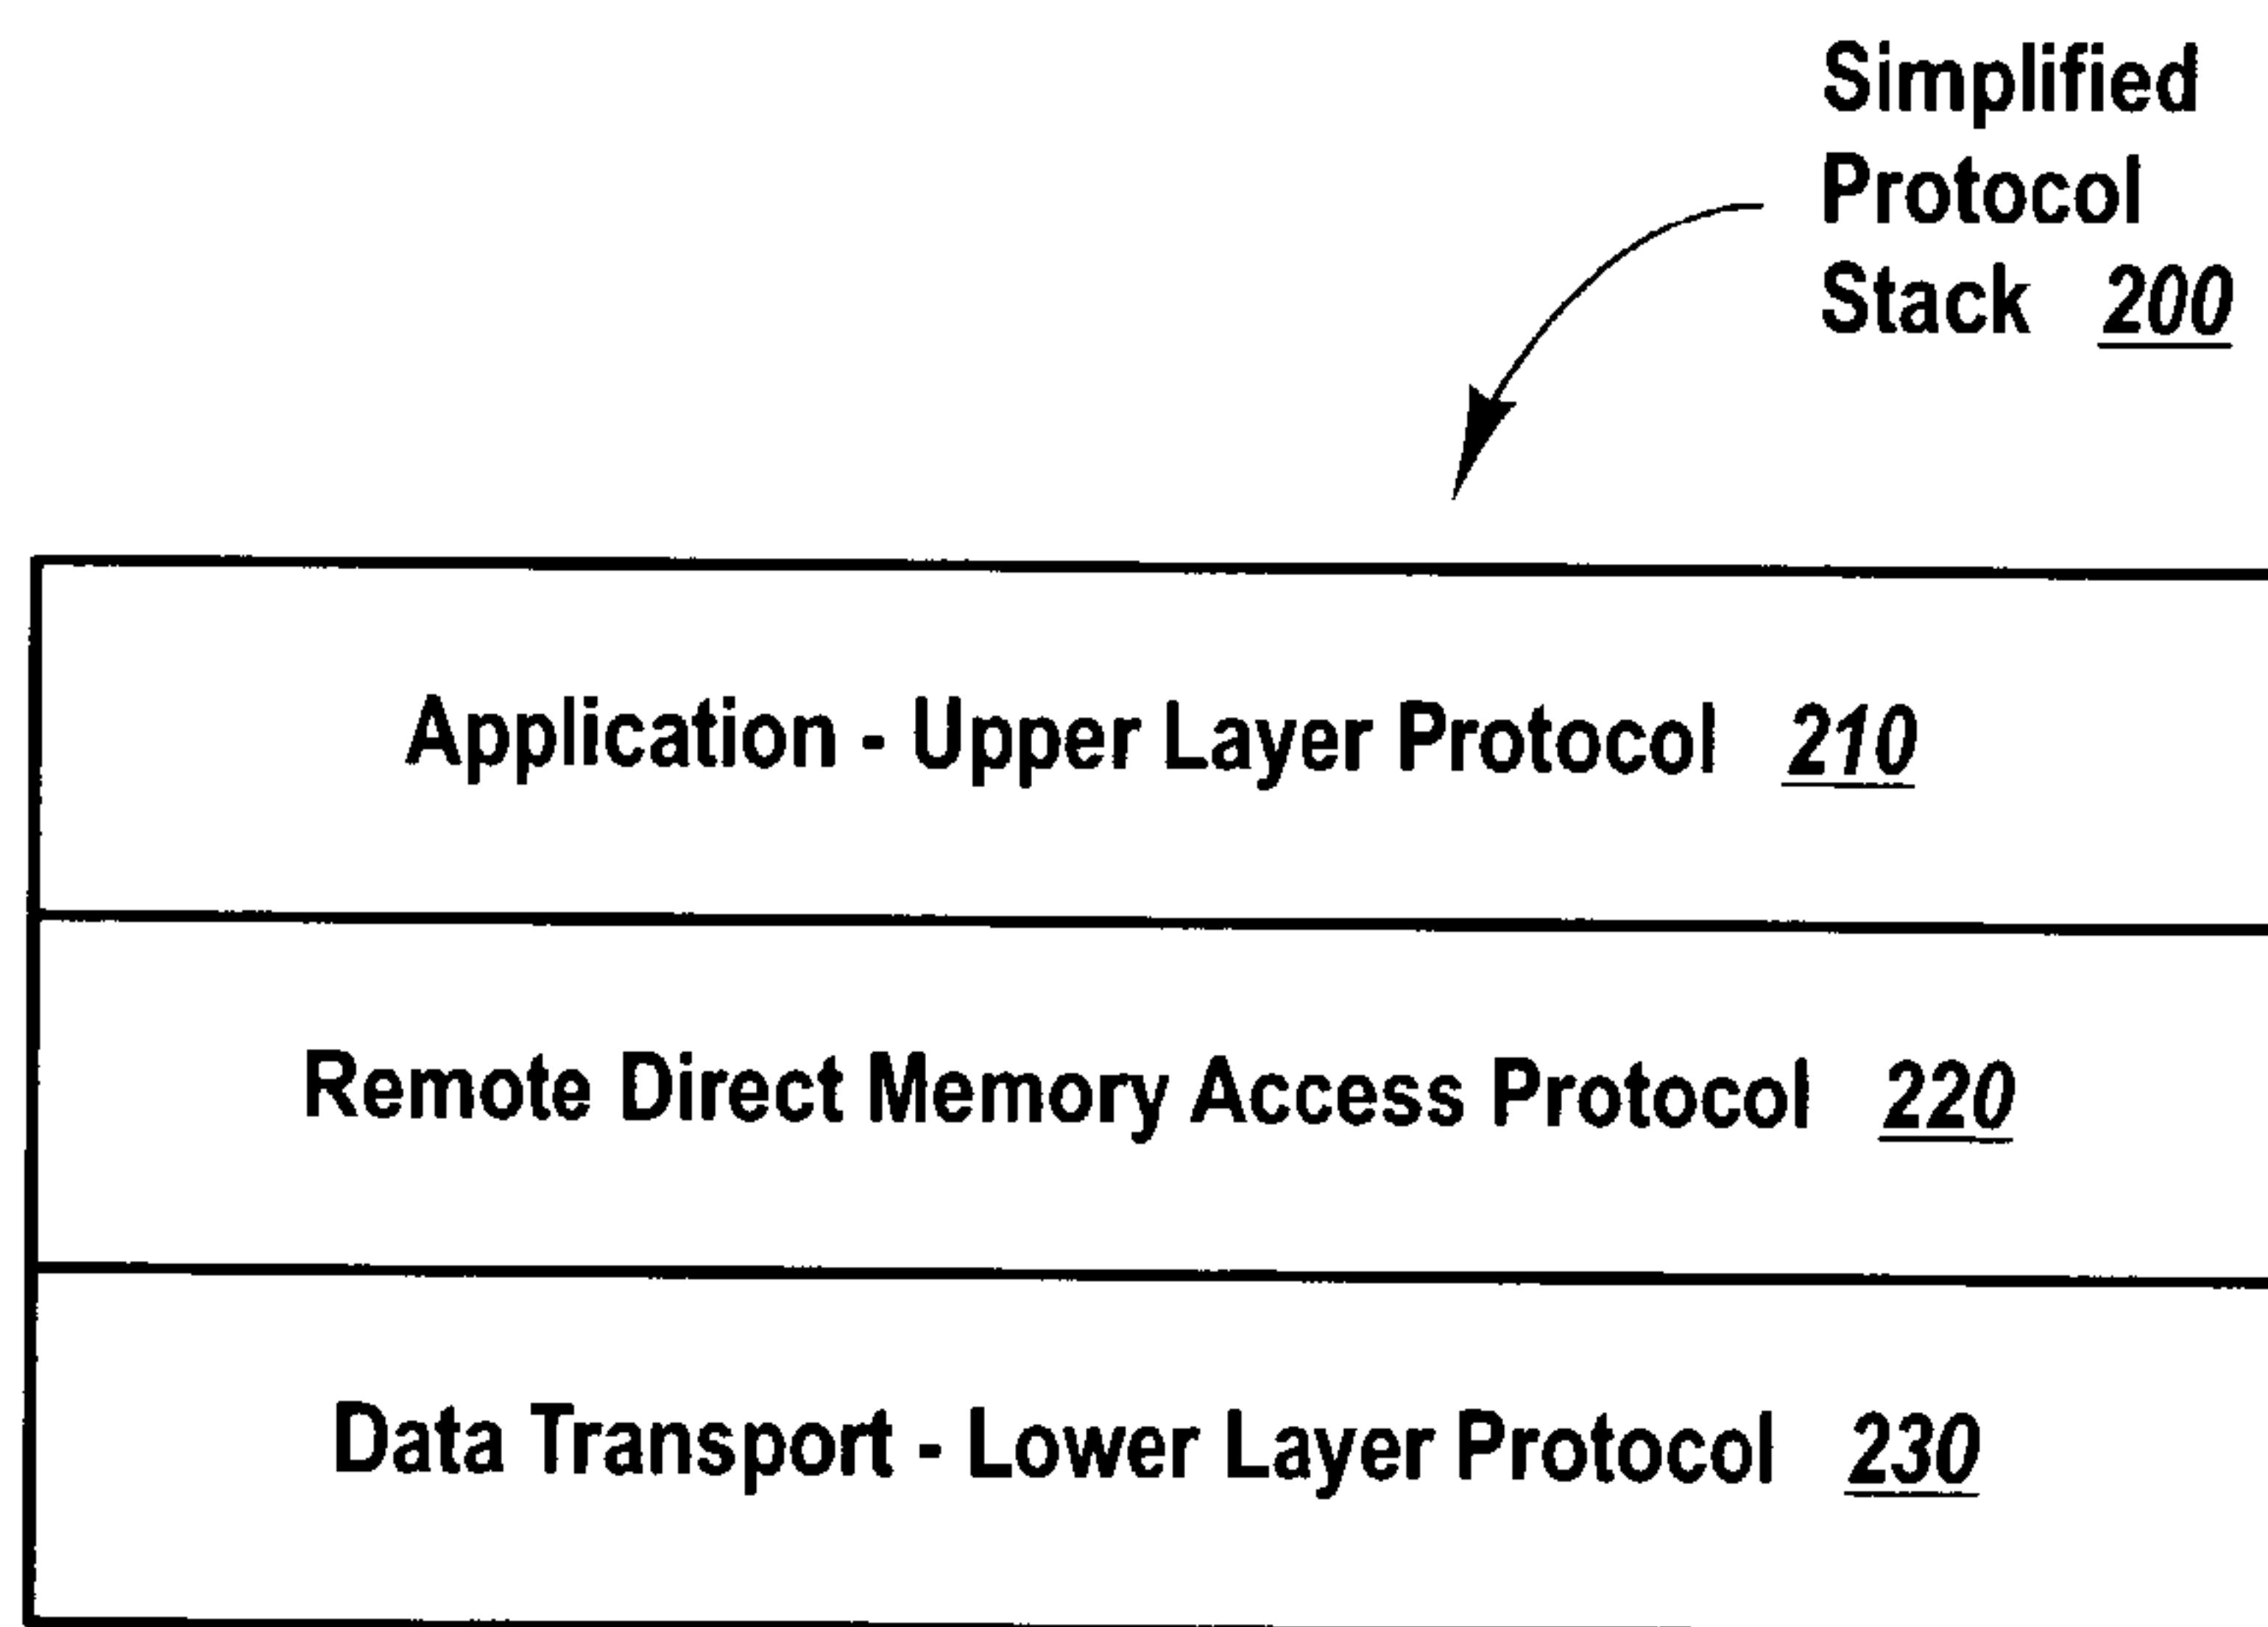 Simplified
Protocol
Stack 200
Application - Upper Layer Protocol 210
Remote Direct Memory Access Protocol 220
Data Transport - Lower Layer Protocol 230